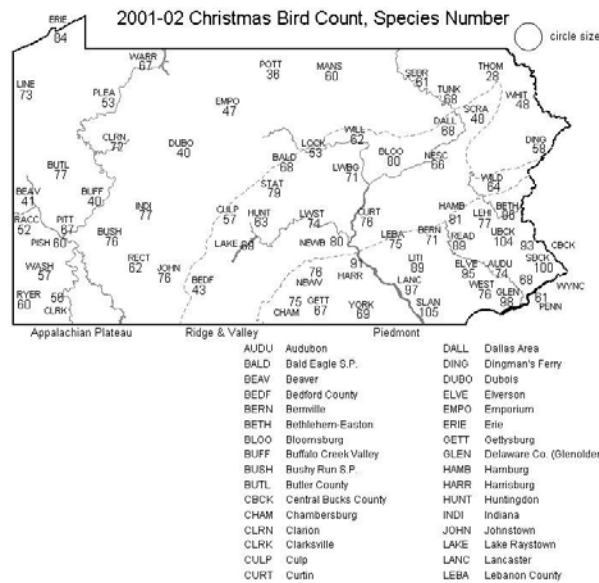 2001-02 Christmas Bird Count, Species Number
circle size
ERIE
84
WARR
67
POTT
36
MANS
60
SEBR
61
THOM
28
LINE
73
PLEA
53
EMPO
47
TUNK
68
SCRA
WHIT
48
CLRN
72
DUBO
40
WILL
62
DALL
68
DING
58
LOCK
53
BLOO
80
NESC
66
BALD
68
BUTL
77
LWBG
71
WILD
64
STAT
79
BEAV
41
BUFF
40
INDI
77
CULP
57
HUNT
63
LWST
74
CURT
76
HAMB
81
LEHI
77
BETH
96
RACC
52
PITT
67
PISH 60
BUSH
76
LAKE
NEWB
80
LEBA
75
BERN
71
READ
89
UBCK
104
93
CBCK
WASH
57
RECT
62
JOHN
76
76
NEWV
91
HARR
LITI
89
ELVE
95
AUDU
74
SBCK
100
RYER
60
CLRK
BEDF
43
75
CHAM
GETT
67
YORK
69
LANC
97
SLAN
105
WEST
76
GLEN
98
68
WYNC
61
PENN
Appalachian Plateau
Ridge & Valley
Piedmont
AUDU Audubon
BALD Bald Eagle S.P.
BEAV Beaver
BEDF Bedford County
BERN Bernville
BETH Bethlehem-Easton
BLOO Bloomsburg
BUFF Buffalo Creek Valley
BUSH Bushy Run S.P.
BUTL Butler County
CBCK Central Bucks County
CHAM Chambersburg
CLRN Clarion
CLRK Clarksville
CULP Culp
CURT Curtin
DALL Dallas Area
DING Dingman's Ferry
DUBO Dubois
ELVE Elverson
EMPO Emporium
ERIE Erie
GETT Gettysburg
GLEN Delaware Co. (Glenolden
HAMB Hamburg
HARR Harrisburg
HUNT Huntingdon
INDI Indiana
JOHN Johnstown
LAKE Lake Raystown
LANC Lancaster
LEBA Lebanon County